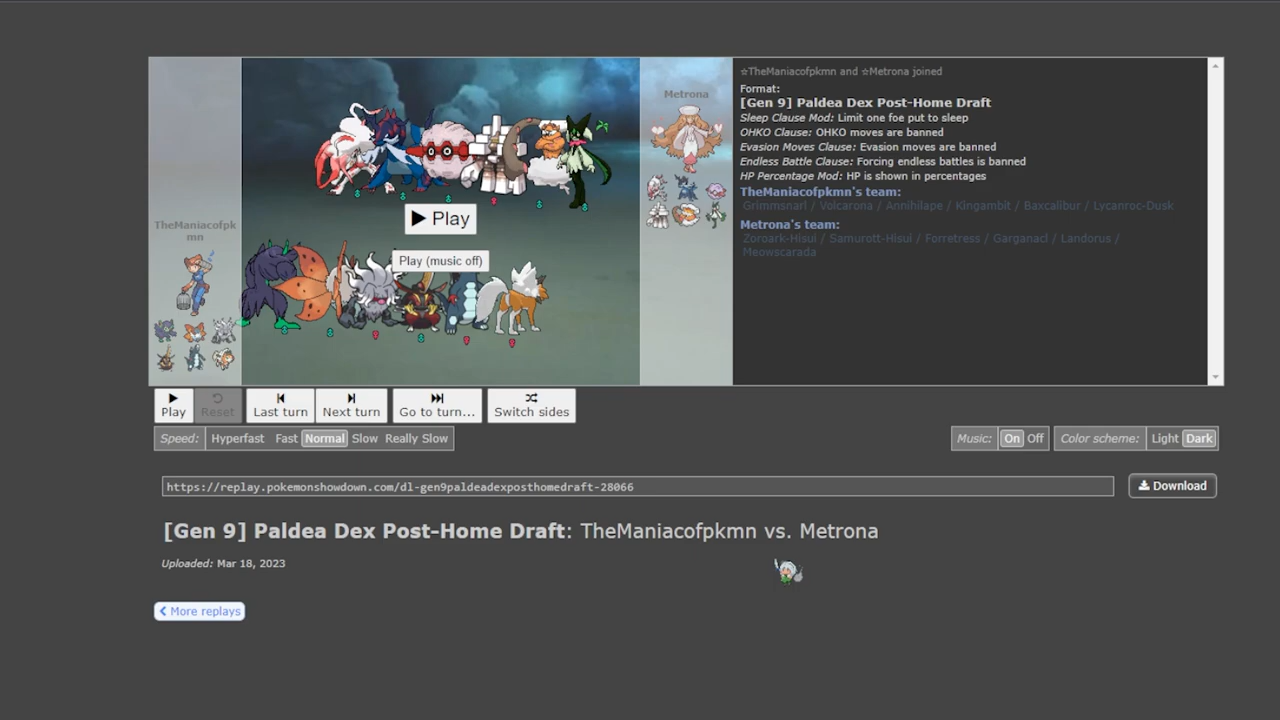 ☆TheManiacofpkmn and ☆Metrona joined
Format:
[Gen 9] Paldea Dex Post-Home Draft
Sleep Clause Mod: Limit one foe put to sleep
OHKO Clause: OHKO moves are banned
Evasion Moves Clause: Evasion moves are banned
Endless Battle Clause: Forcing endless battles is banned
HP Percentage Mod: HP is shown in percentages
TheManiacofpkmn's team:
Grimmsnarl / Volcarona / Annihilape / Kingambit / Baxcalibur / Lycanroc-Dusk
Metrona's team:
Zoroark-Hisui / Samurott-Hisui / Forretress / Garganacl / Landorus /
Meowscarada
Metrona
TheManiacofpk
mn
Play
Play (music off)
Play
Reset
Last turn
Next turn
Go to turn...
Switch sides
Speed: Hyperfast Fast Normal Slow Really Slow
Music: On Off
Color scheme: Light Dark
https://replay.pokemonshowdown.com/dl-gen9paldeadexposthomedraft-28066
Download
[Gen 9] Paldea Dex Post-Home Draft: TheManiacofpkmn vs. Metrona
Uploaded: Mar 18, 2023
More replays